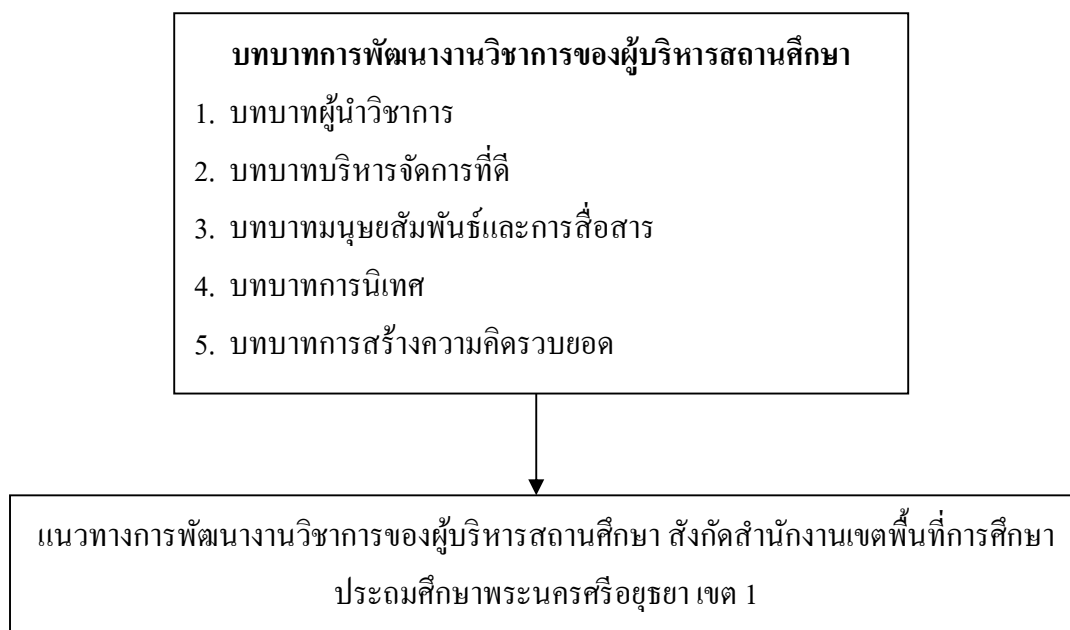 บทบาทการพัฒนางานวิชาการของผู้บริหารสถานศึกษา
1. บทบาทผู้นำวิชาการ
2. บทบาทบริหารจัดการที่ดี
3. บทบาทมนุษยสัมพันธ์และการสื่อสาร
4. บทบาทการนิเทศ
5. บทบาทการสร้างความคิดรวบยอด
แนวทางการพัฒนางานวิชาการของผู้บริหารสถานศึกษา สังกัดสำนักงานเขตพื้นที่การศึกษา
ประถมศึกษาพระนครศรีอยุธยา เขต 1